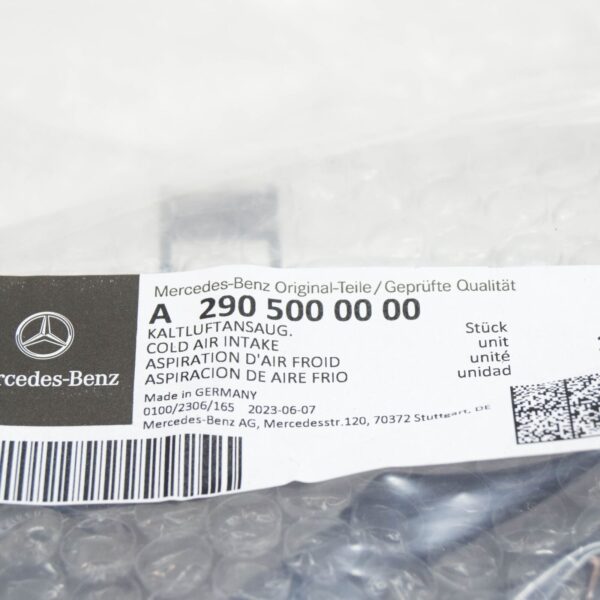 Mercedes-Benz Original-Teile/Geprüfte Qualität
A 290 500 00 00
KALTLUFTANSAUG. Stück
COLD AIR INTAKE unit
ASPIRATION D'AIR FROID unité
ASPIRACION DE AIRE FRIO unidad
Made in GERMANY
0100/2306/165 2023-06-07
Mercedes-Benz AG, Mercedesstr.120, 70372 Stuttgart, DE
rcedes-Benz